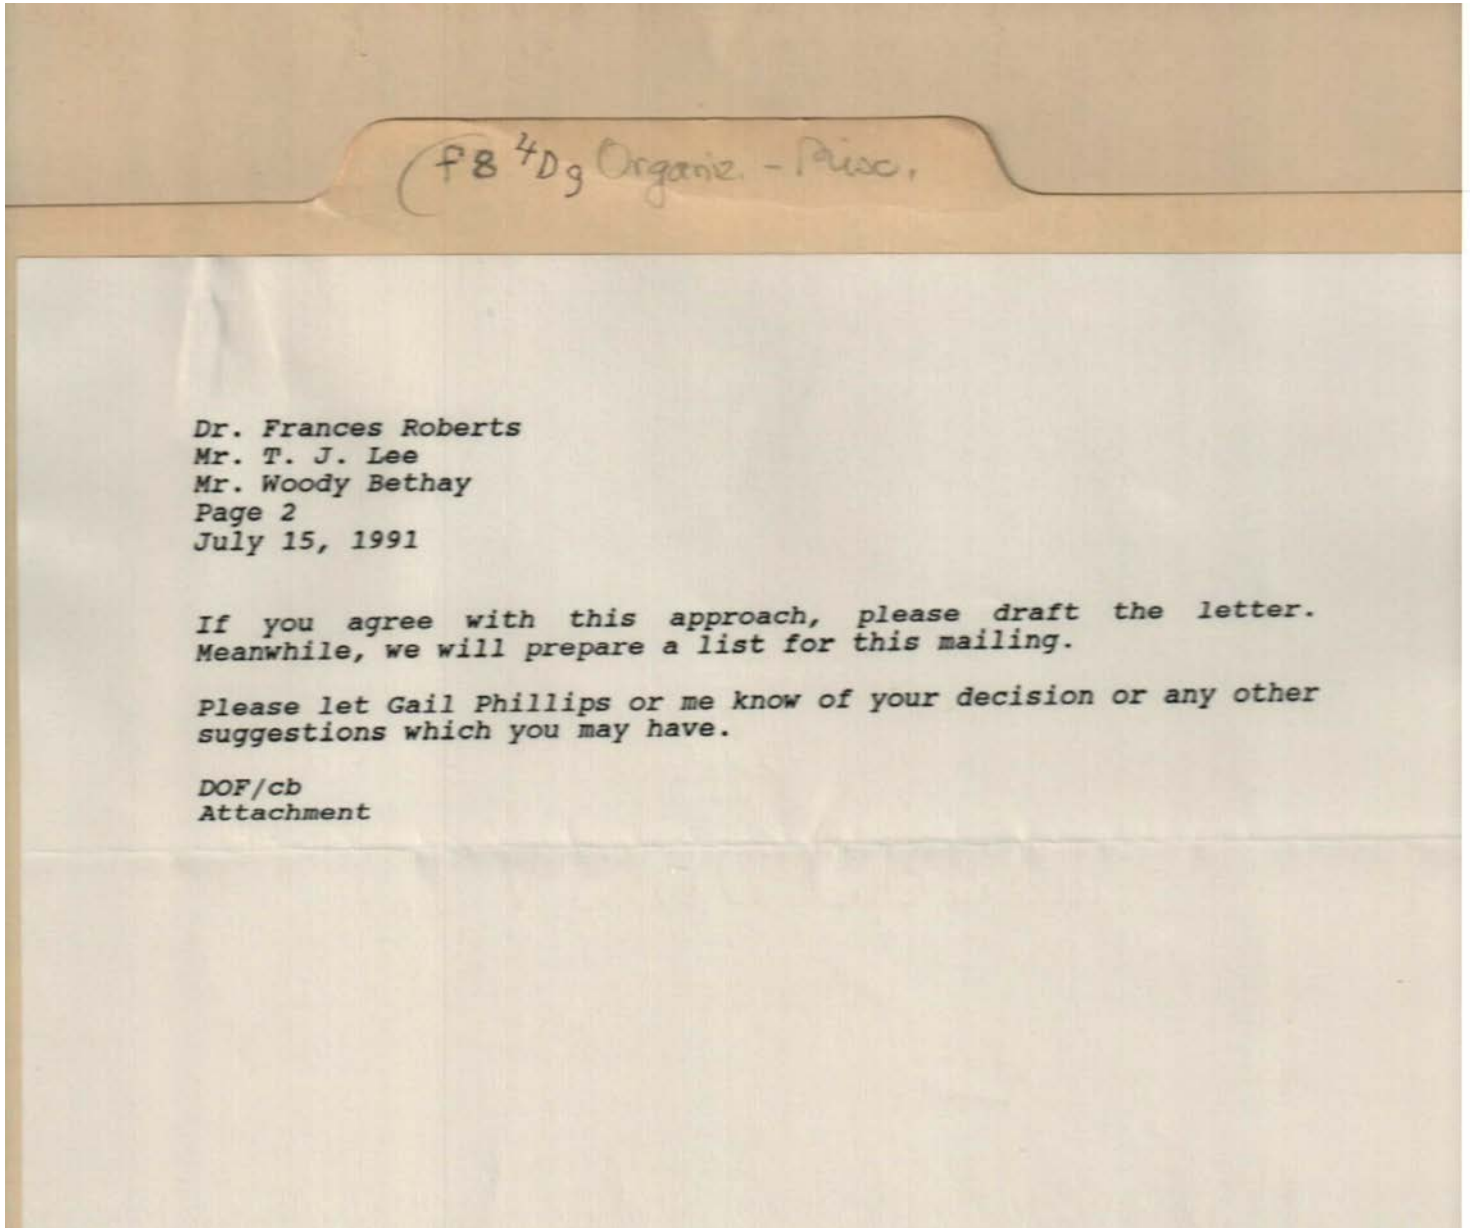 f8 4Dg Organiz. - Misc.
Dr. Frances Roberts
Mr. T. J. Lee
Mr. Woody Bethay
Page 2
July 15, 1991
If you agree with this approach, please draft the letter.
Meanwhile, we will prepare a list for this mailing.
Please let Gail Phillips or me know of your decision or any other
suggestions which you may have.
DOF/cb
Attachment